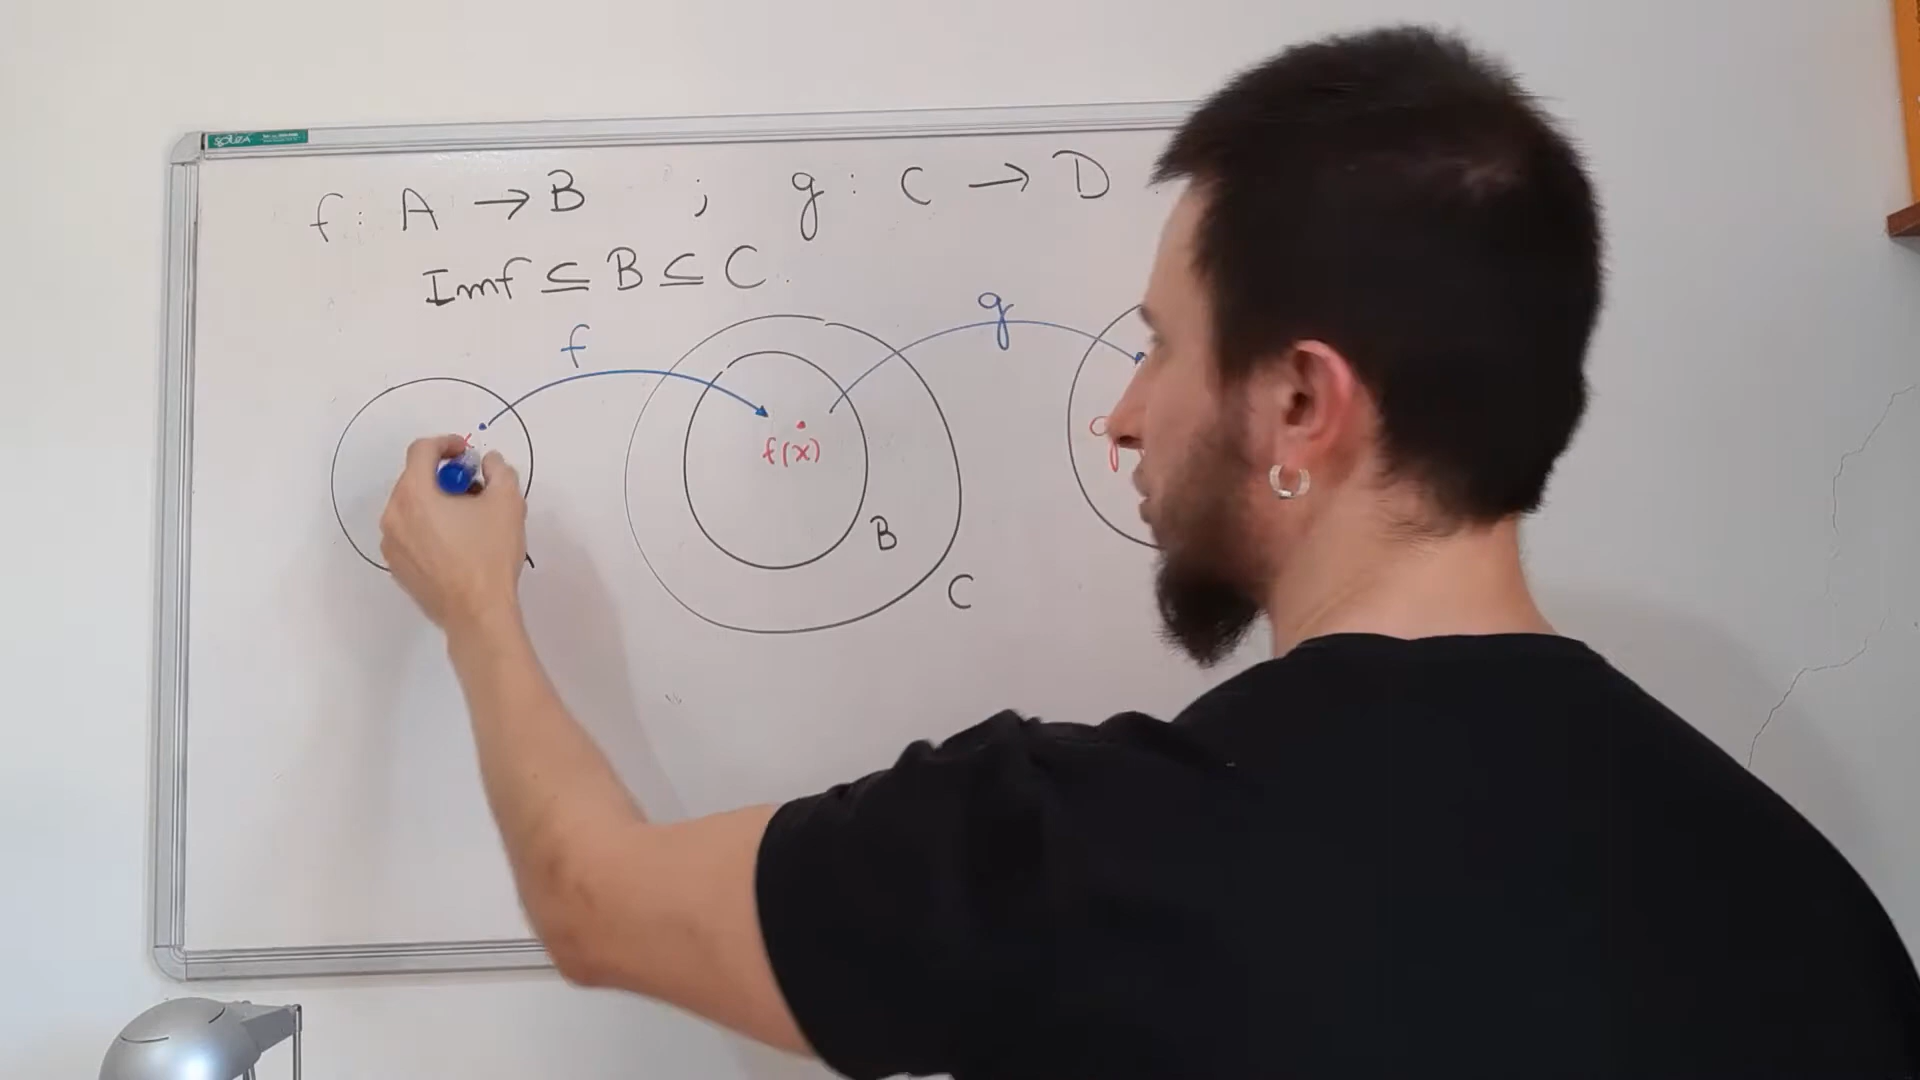 f: A → B ; g: C → D
Imf ⊆ B ⊆ C.
f
g
x
f(x)
g
B
C